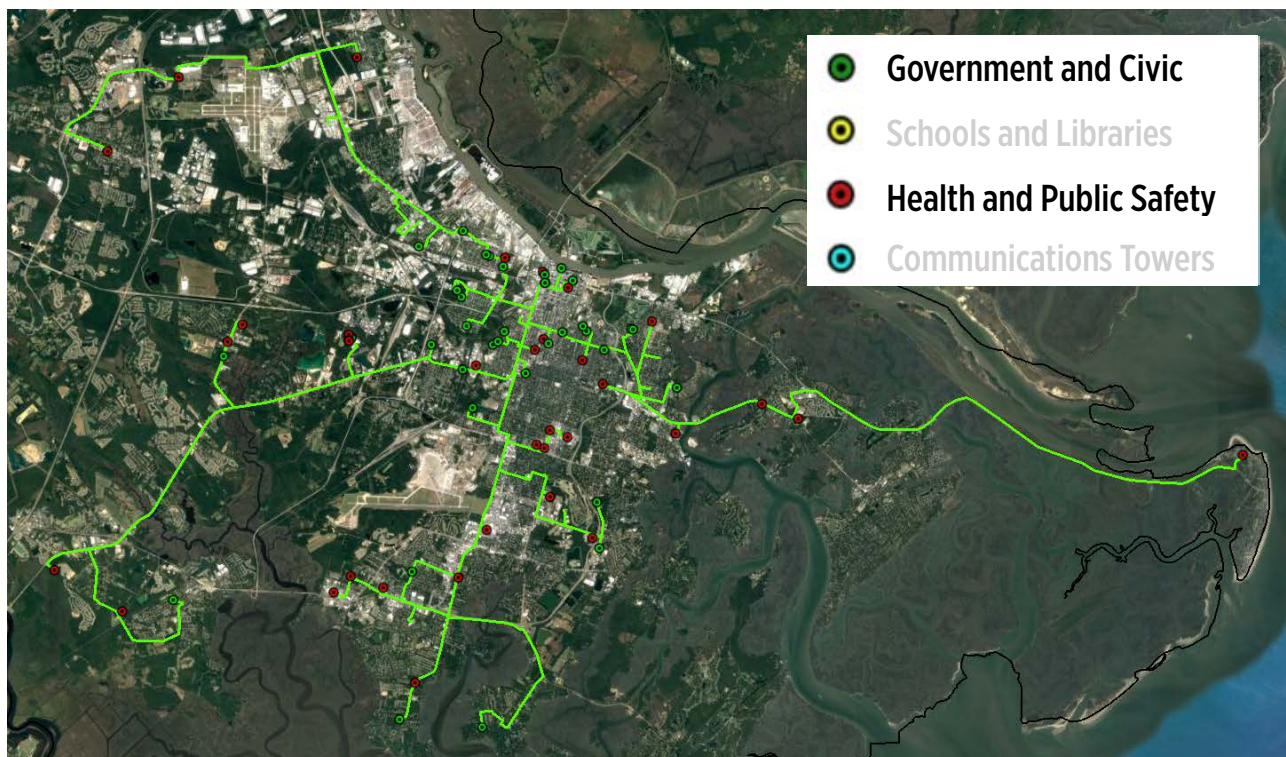 Government and Civic
Schools and Libraries
Health and Public Safety
Communications Towers